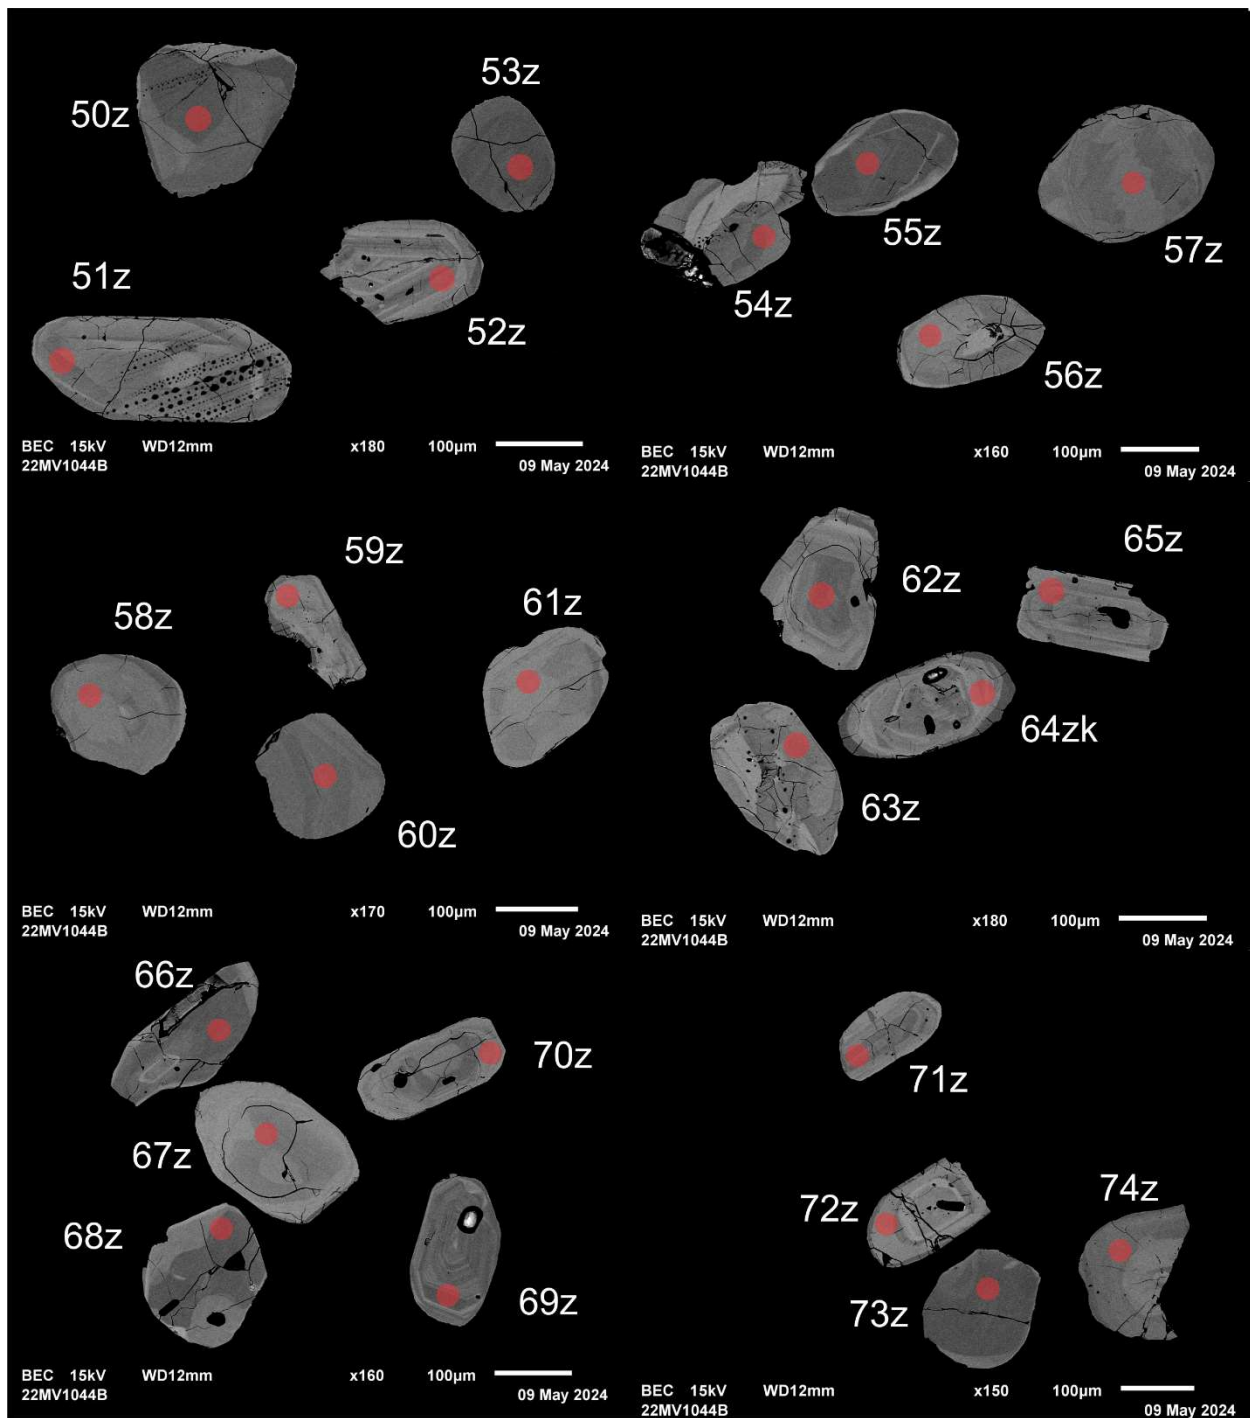 50z
53z
51z
52z
BEC 15kV WD12mm x180 100µm
22MV1044B 09 May 2024
55z
57z
54z
56z
BEC 15kV WD12mm x160 100µm
22MV1044B 09 May 2024
59z
58z
61z
60z
BEC 15kV WD12mm x170 100µm
22MV1044B 09 May 2024
65z
62z
64zk
63z
BEC 15kV WD12mm x180 100µm
22MV1044B 09 May 2024
66z
70z
67z
68z
69z
BEC 15kV WD12mm x160 100µm
22MV1044B 09 May 2024
71z
74z
72z
73z
BEC 15kV WD12mm x150 100µm
22MV1044B 09 May 2024